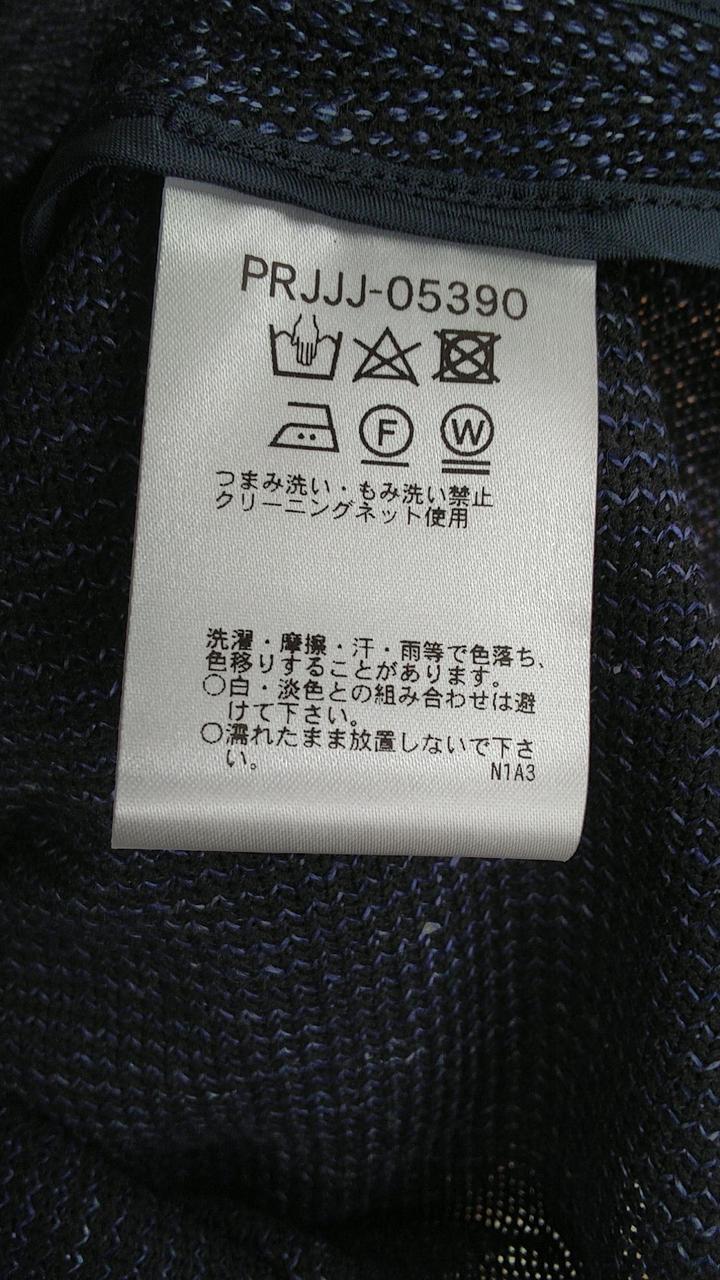 PRJJJ-05390
F W
つまみ洗い・もみ洗い禁止
クリーニングネット使用
洗濯・摩擦・汗・雨等で色落ち、
色移りすることがあります。
○白・淡色との組み合わせは避
けて下さい。
○濡れたまま放置しないで下さ
い。
N1A3